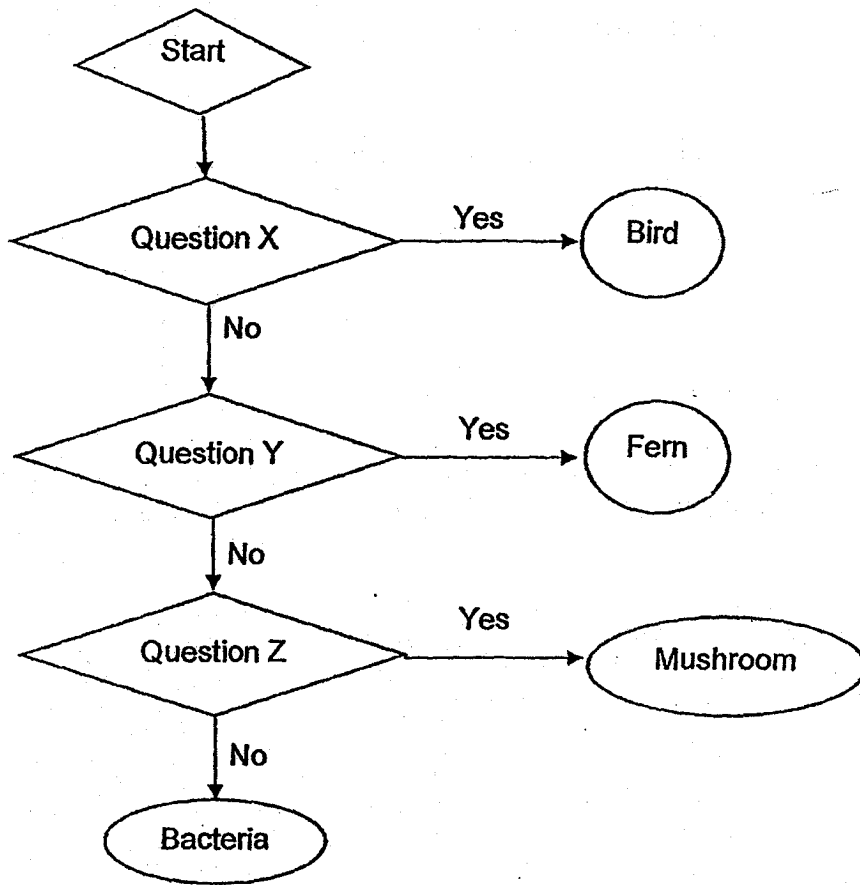 Start
Question X
Yes
Bird
No
Question Y
Yes
Fern
No
Question Z
Yes
Mushroom
No
Bacteria